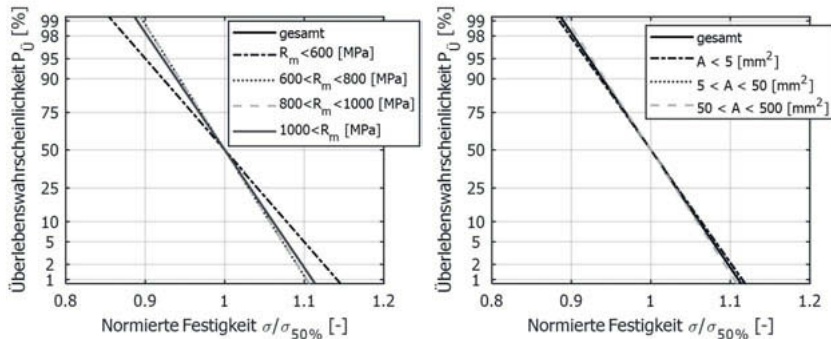 Überlebenswahrscheinlichkeit P_Ü [%]
99
98
95
90
75
50
25
10
5
2
1
0.8
0.9
1
1.1
1.2
Normierte Festigkeit σ/σ_50% [-]
gesamt
R_m<600 [MPa]
600<R_m<800 [MPa]
800<R_m<1000 [MPa]
1000<R_m [MPa]
Überlebenswahrscheinlichkeit P_Ü [%]
99
98
95
90
75
50
25
10
5
2
1
0.8
0.9
1
1.1
1.2
Normierte Festigkeit σ/σ_50% [-]
gesamt
A < 5 [mm²]
5 < A < 50 [mm²]
50 < A < 500 [mm²]